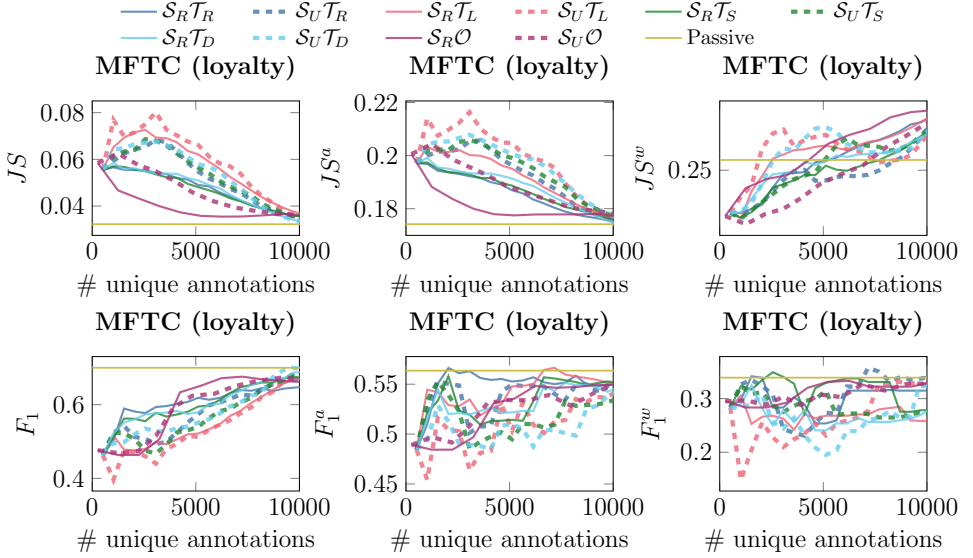 S_R T_R S_U T_R S_R T_L S_U T_L S_R T_S S_U T_S
S_R T_D S_U T_D S_R O S_U O Passive
MFTC (loyalty) MFTC (loyalty) MFTC (loyalty)
JS
0.08
0.06
0.04
0 5000 10000
# unique annotations
JS^a
0.22
0.2
0.18
0 5000 10000
# unique annotations
JS^w
0.25
0 5000 10000
# unique annotations
MFTC (loyalty) MFTC (loyalty) MFTC (loyalty)
F_1
0.6
0.4
0 5000 10000
# unique annotations
F_1^a
0.55
0.5
0.45
0 5000 10000
# unique annotations
F_1^w
0.3
0.2
0 5000 10000
# unique annotations